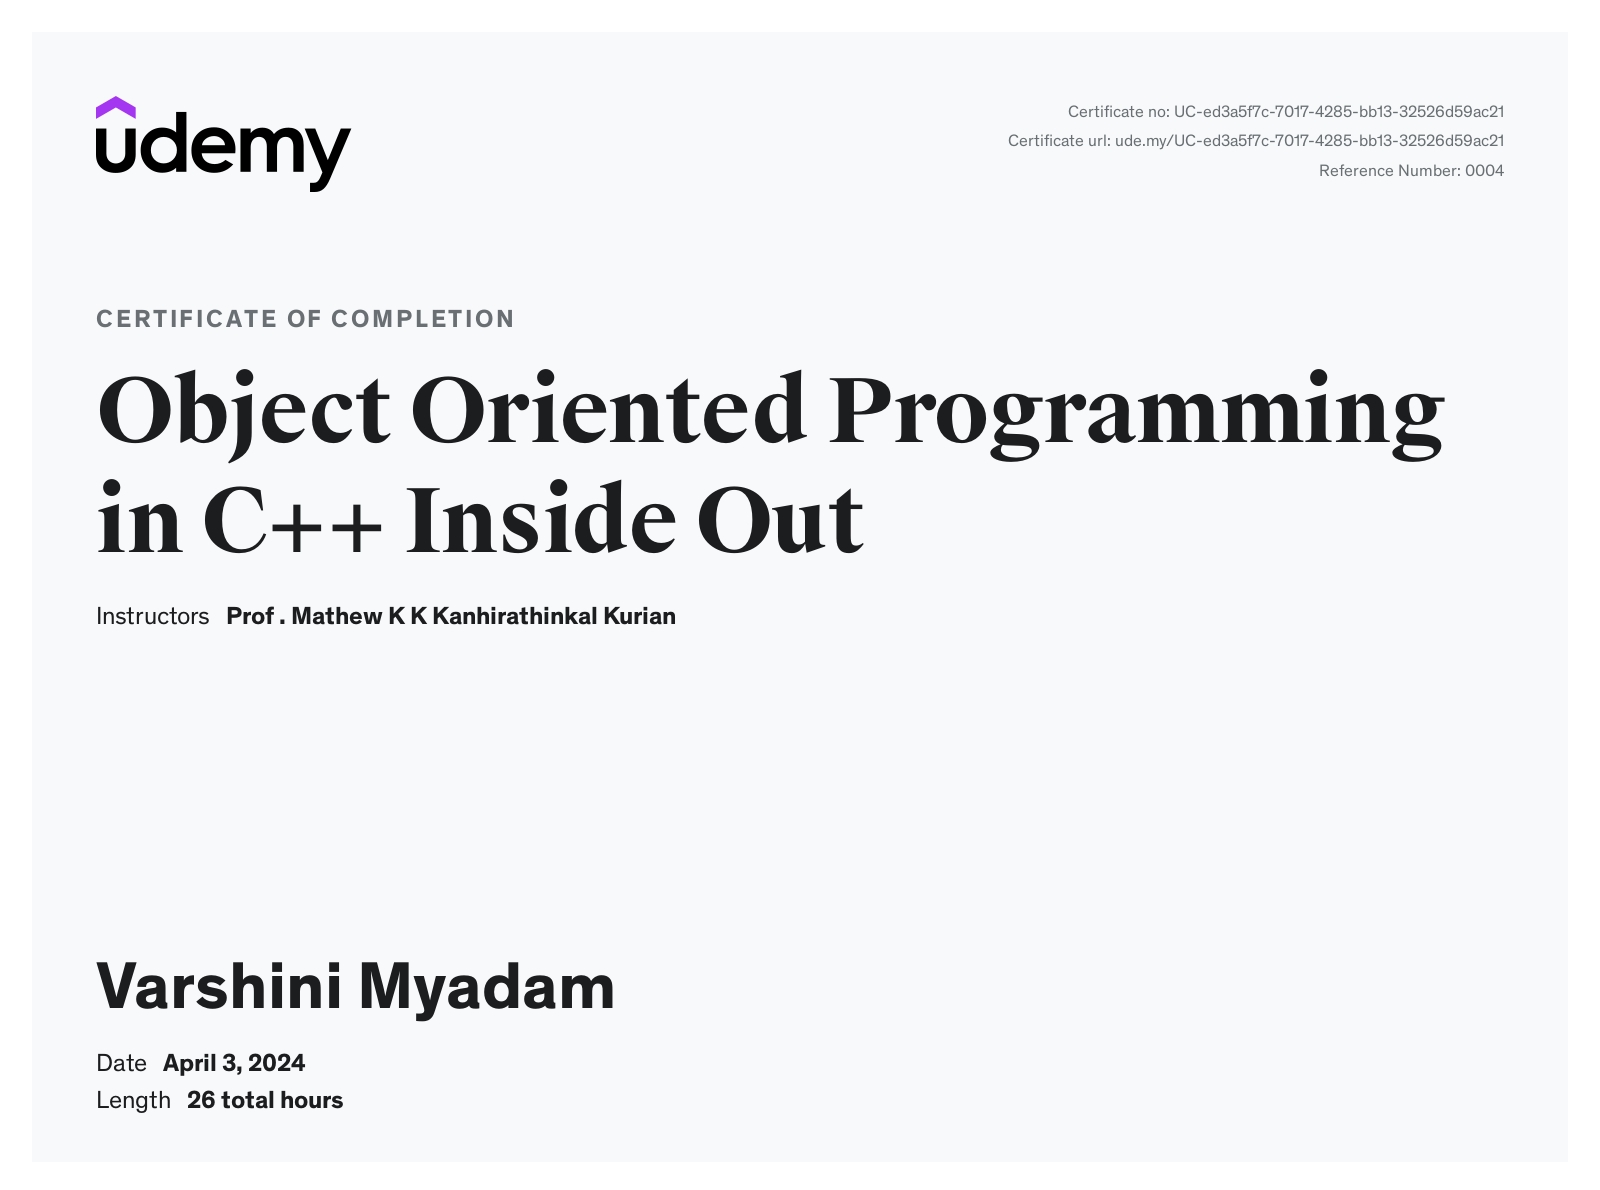 udemy
Certificate no: UC-ed3a5f7c-7017-4285-bb13-32526d59ac21
Certificate url: ude.my/UC-ed3a5f7c-7017-4285-bb13-32526d59ac21
Reference Number: 0004
CERTIFICATE OF COMPLETION
Object Oriented Programming
in C++ Inside Out
Instructors Prof . Mathew K K Kanhirathinkal Kurian
Varshini Myadam
Date April 3, 2024
Length 26 total hours